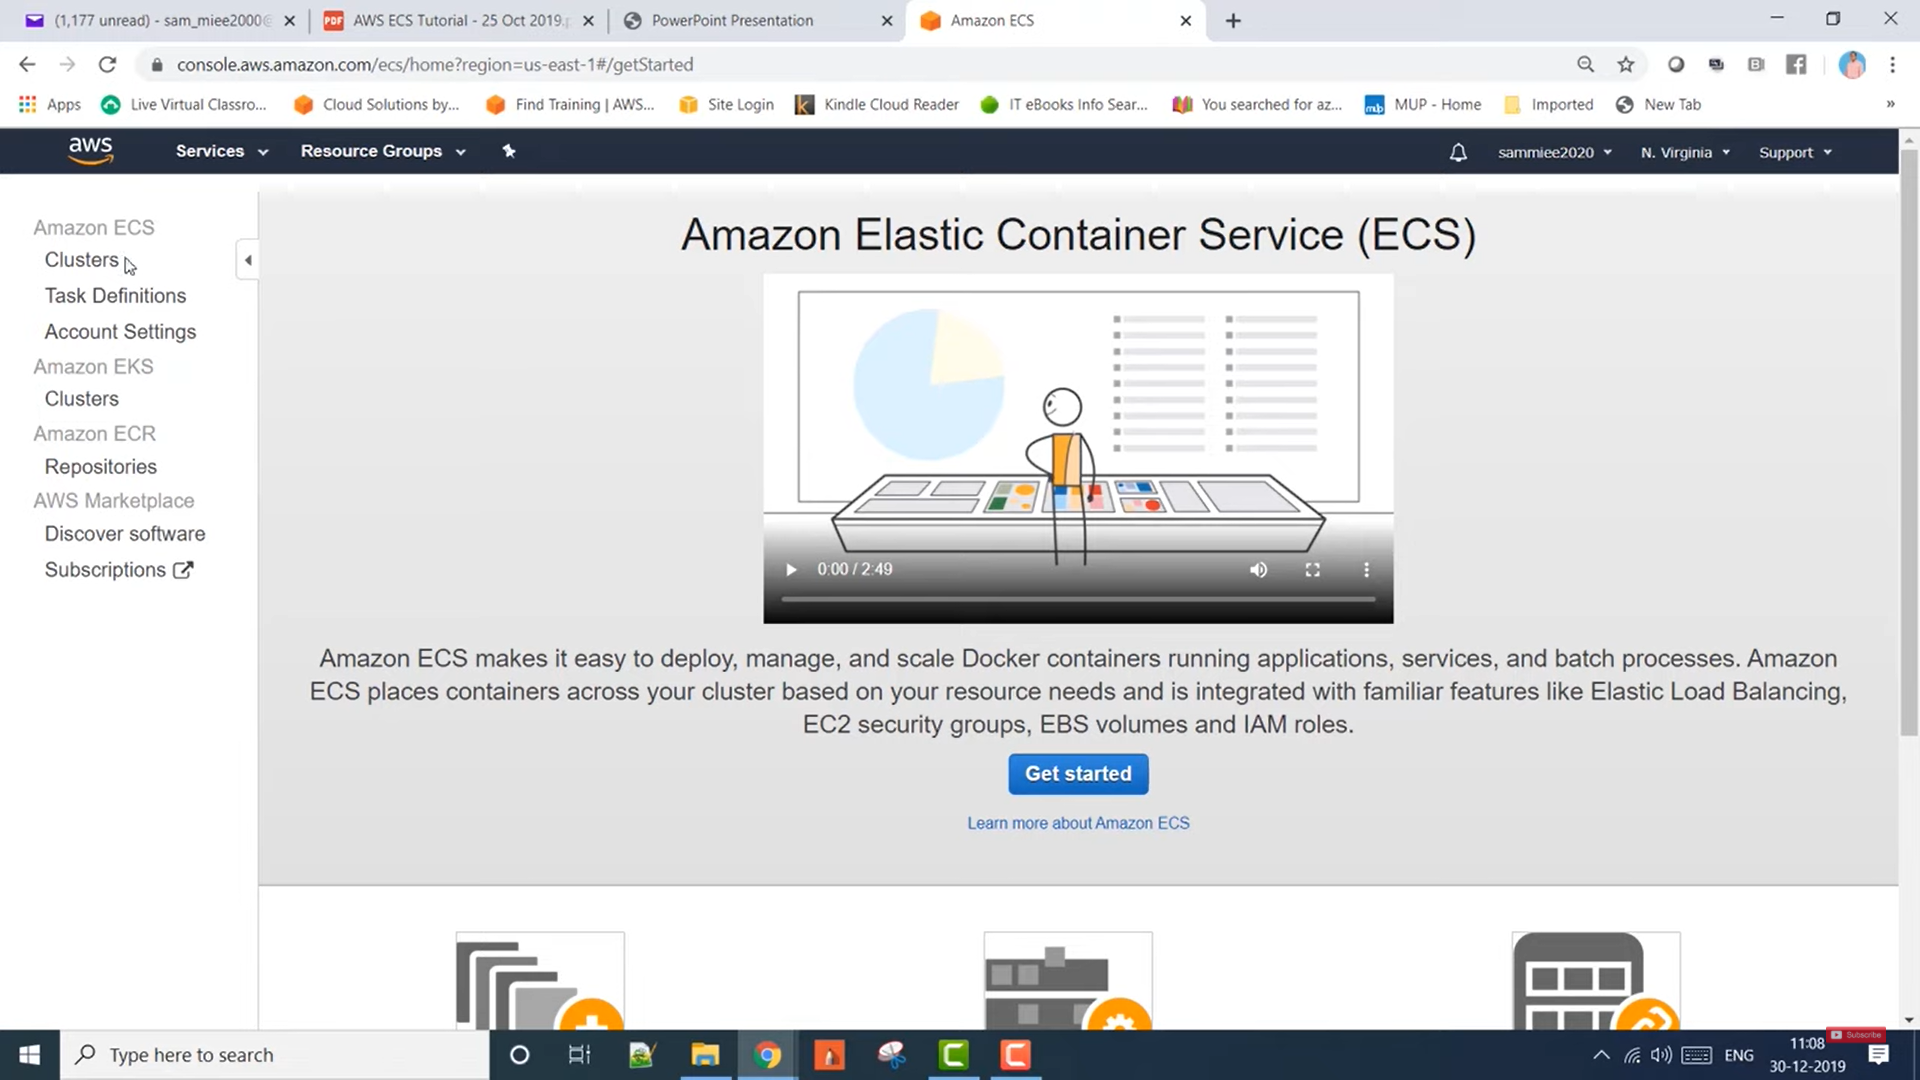 (1,177 unread) - sam_miee2000@
PDF AWS ECS Tutorial - 25 Oct 2019.p
PowerPoint Presentation
Amazon ECS
console.aws.amazon.com/ecs/home?region=us-east-1#/getStarted
Apps
Live Virtual Classro...
Cloud Solutions by...
Find Training | AWS...
Site Login
Kindle Cloud Reader
IT eBooks Info Sear...
You searched for az...
mub MUP - Home
Imported
New Tab
»
aws
Services
Resource Groups
sammiee2020
N. Virginia
Support
Amazon ECS
Clusters
Task Definitions
Account Settings
Amazon EKS
Clusters
Amazon ECR
Repositories
AWS Marketplace
Discover software
Subscriptions
Amazon Elastic Container Service (ECS)
0:00 / 2:49
Amazon ECS makes it easy to deploy, manage, and scale Docker containers running applications, services, and batch processes. Amazon
ECS places containers across your cluster based on your resource needs and is integrated with familiar features like Elastic Load Balancing,
EC2 security groups, EBS volumes and IAM roles.
Get started
Learn more about Amazon ECS
Subscribe
Type here to search
ENG
11:08
30-12-2019